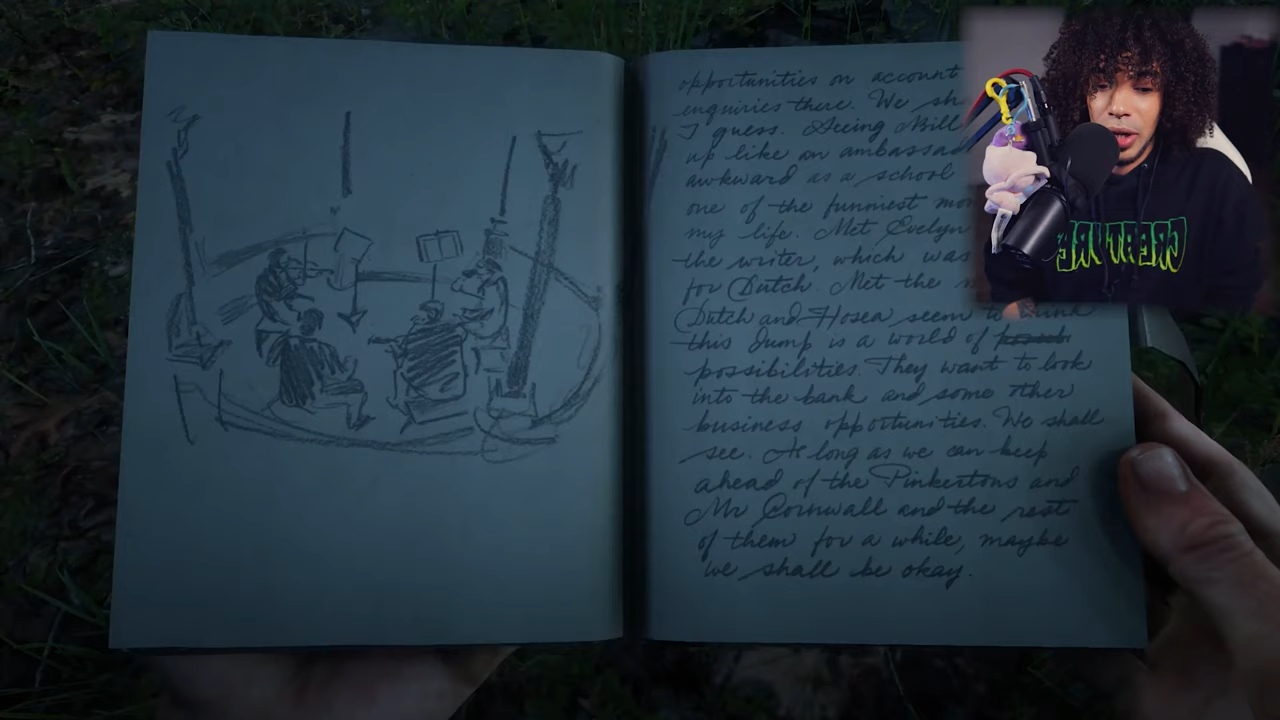 opportunities on account
enquiries there. We sh
I guess. Seeing Bill
up like an ambassad
awkward as a school
one of the funniest mo
my life. Met Evelyn
the writer, which was
for Dutch. Met the
Dutch and Hosea seem to think
this dump is a world of
possibilities. They want to look
into the bank and some other
business opportunities. We shall
see. As long as we can keep
ahead of the Pinkertons and
Mr Cornwall and the rest
of them for a while, maybe
we shall be okay.
CREATURE